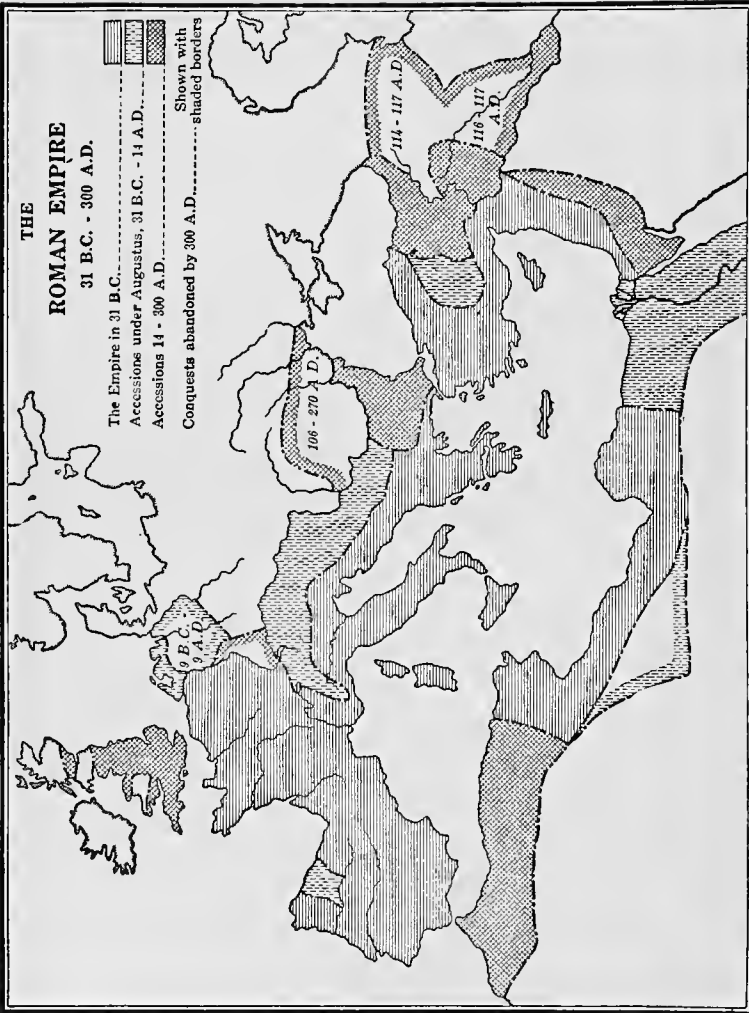 THE
ROMAN EMPIRE
31 B.C. - 300 A.D.
The Empire in 31 B.C.
Accessions under Augustus, 31 B.C. - 14 A.D.
Accessions 14 - 300 A.D.
Conquests abandoned by 300 A.D. Shown with
shaded borders
9 B.C. -
9 A.D.
106 - 270 A.D.
114 - 117 A.D.
116 - 117
A.D.